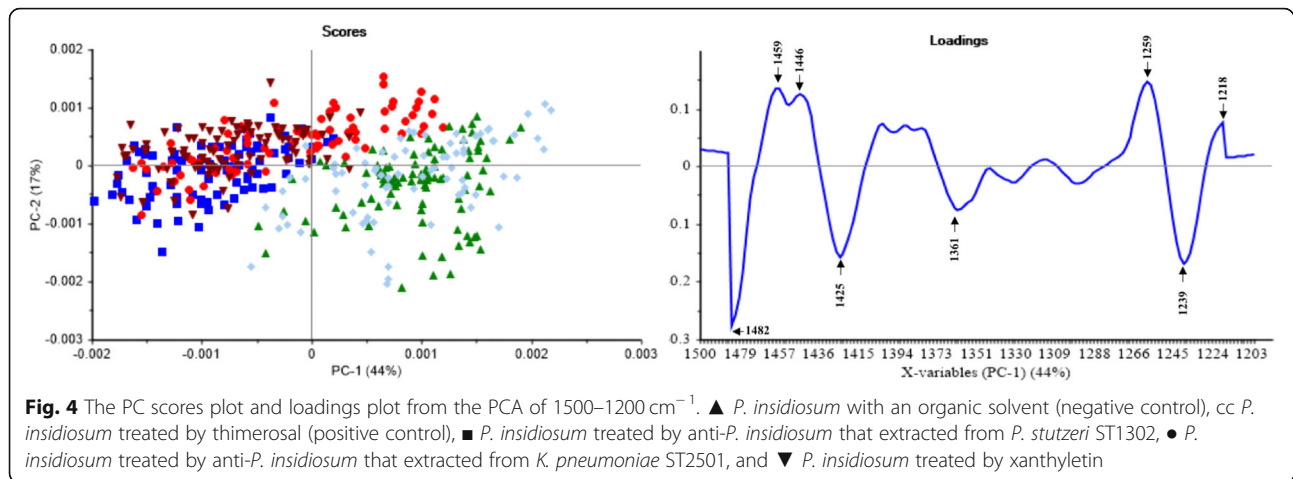 Scores
0.002
0.001
0
-0.001
-0.003
-0.002
-0.001
0
0.001
0.002
0.003
PC-2 (17%)
PC-1 (44%)
Loadings
0.1
0
0.1
0.2
0.3
1459
1446
1259
1218
1482
1425
1361
1239
1500 1479 1457 1436 1415 1394 1373 1351 1330 1309 1288 1266 1245 1224 1203
X-variables (PC-1) (44%)
Fig. 4 The PC scores plot and loadings plot from the PCA of 1500–1200 cm−1. ▲ P. insidiosum with an organic solvent (negative control), cc P.
insidiosum treated by thimerosal (positive control), ■ P. insidiosum treated by anti-P. insidiosum that extracted from P. stutzeri ST1302, ● P.
insidiosum treated by anti-P. insidiosum that extracted from K. pneumoniae ST2501, and ▼ P. insidiosum treated by xanthyletin